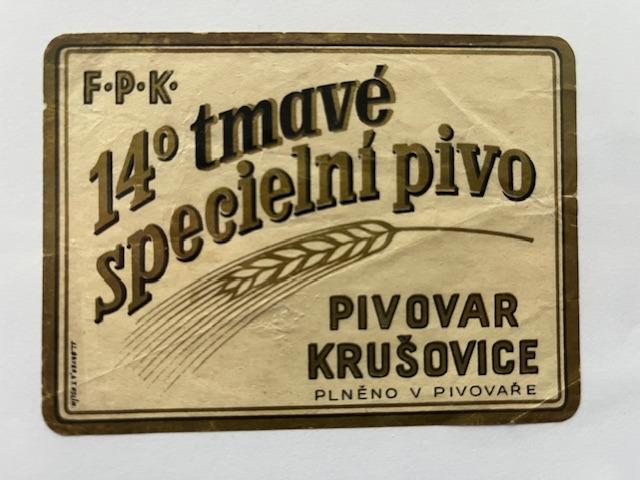 F·P·K·
14° tmavé
specielní pivo
PIVOVAR
KRUŠOVICE
PLNĚNO V PIVOVAŘE